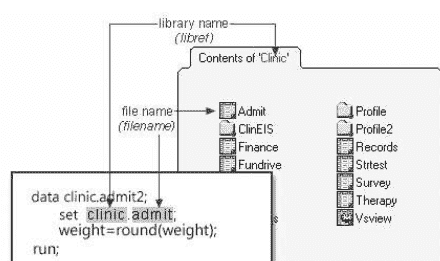 library name
(libref)
Contents of 'Clinic'
file name
(filename)
Admit
ClinEIS
Finance
Fundrive
Profile
Profile2
Records
Strtest
Survey
Therapy
Vsview
data clinic.admit2;
set clinic.admit;
weight=round(weight);
run;